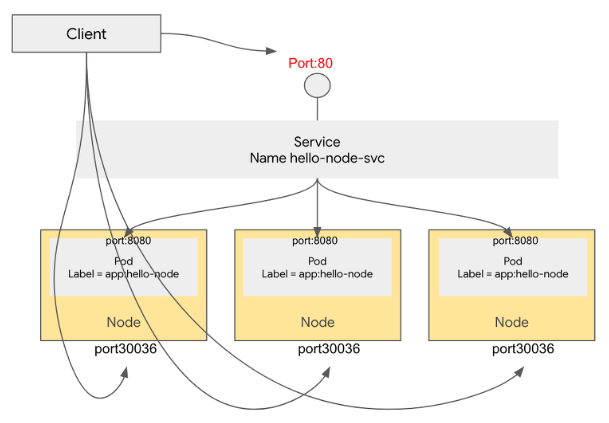 Client
Port:80
Service
Name hello-node-svc
port:8080
Pod
Label = app:hello-node
Node
port30036
port:8080
Pod
Label = app:hello-node
Node
port30036
port:8080
Pod
Label = app:hello-node
Node
port30036